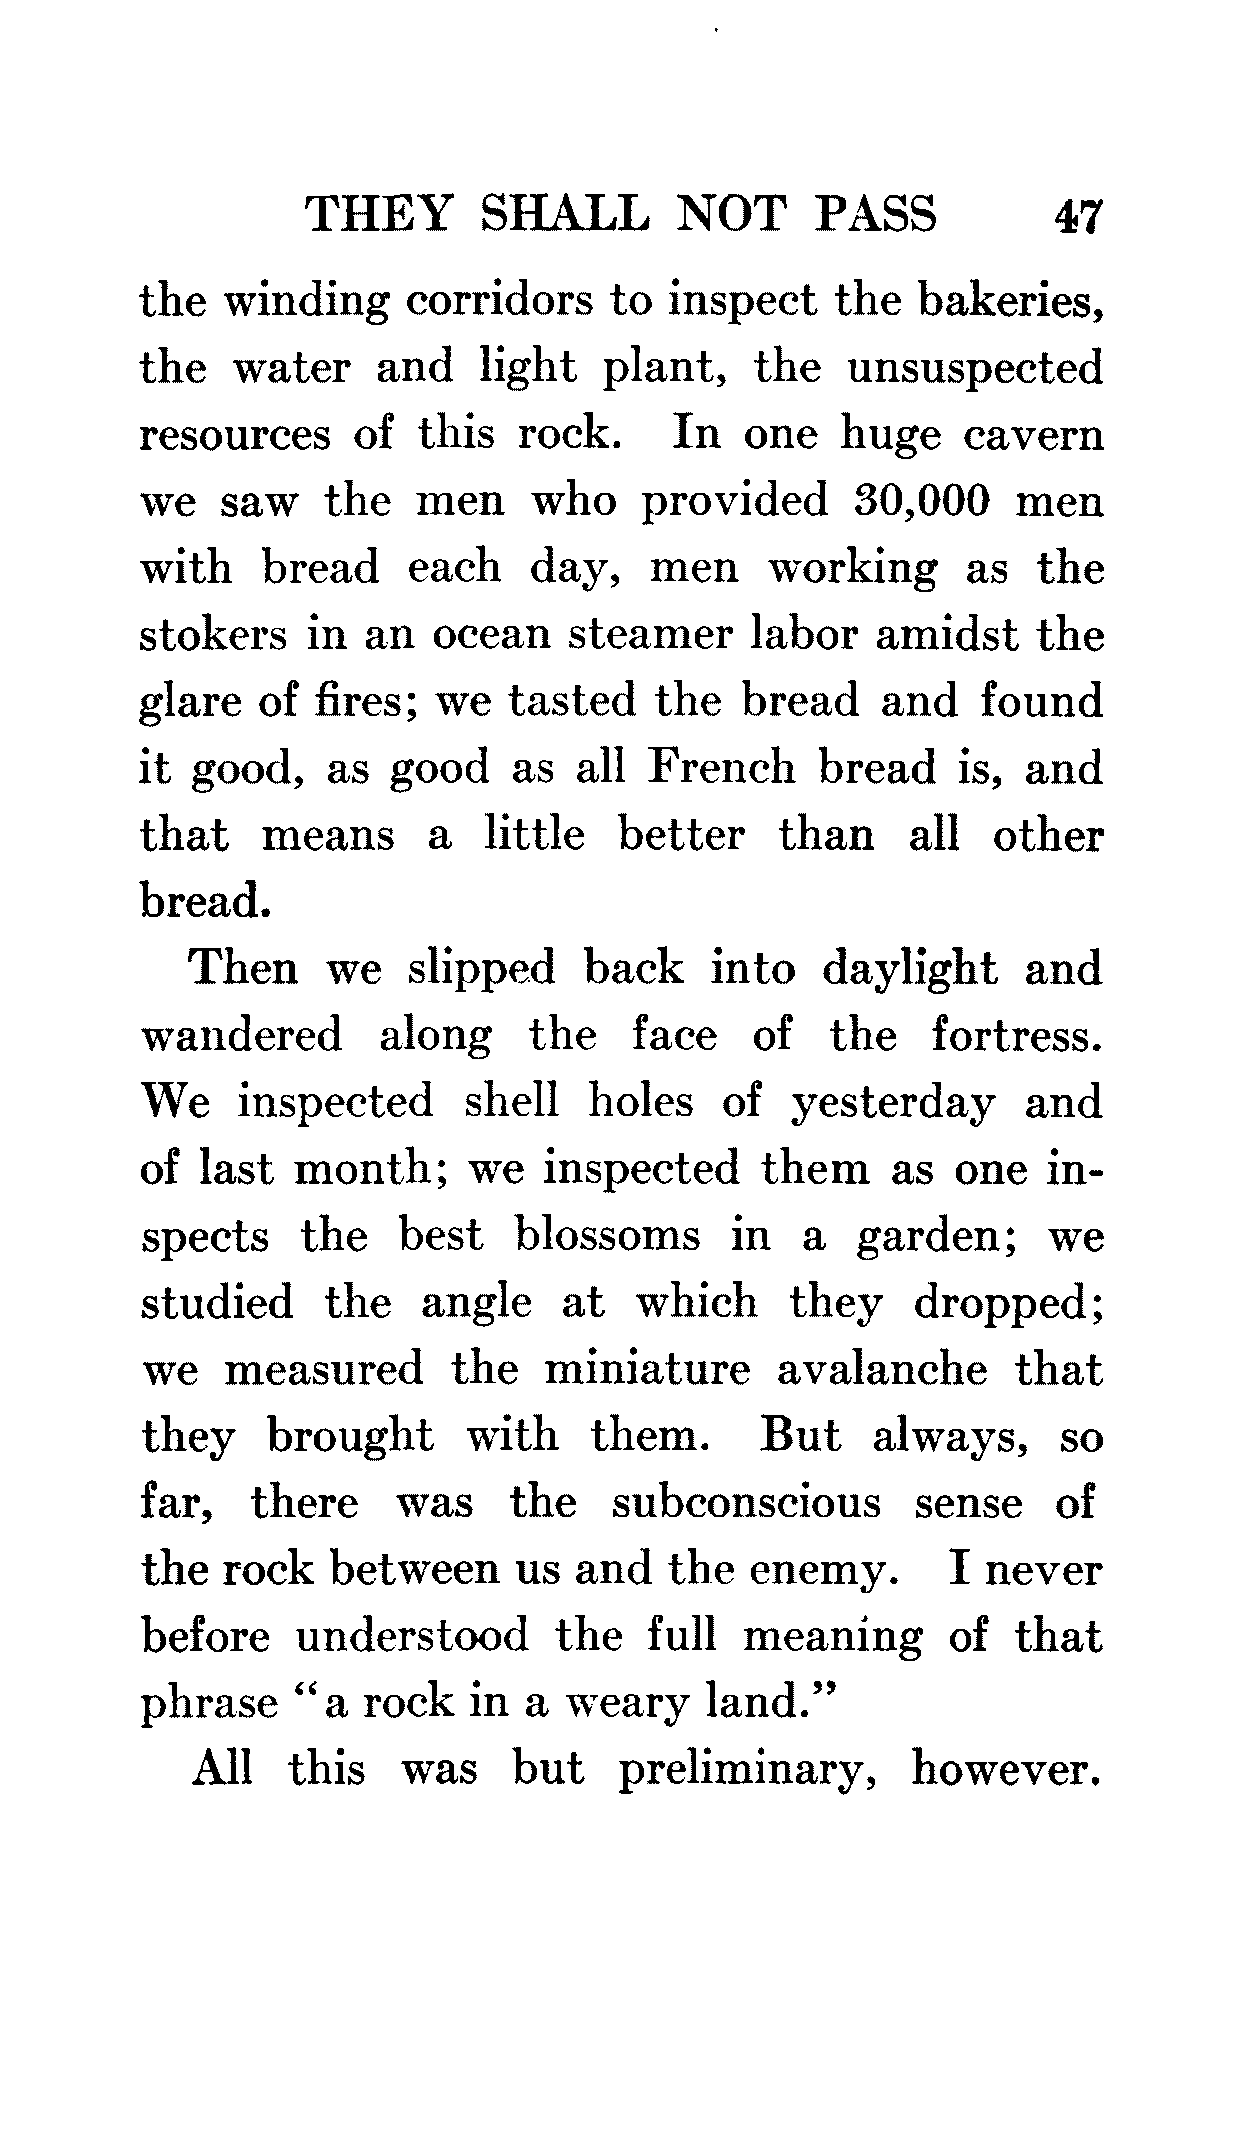 THEY SHALL NOT PASS 47
the winding corridors to inspect the bakeries,
the water and light plant, the unsuspected
resources of this rock. In one huge cavern
we saw the men who provided 30,000 men
with bread each day, men working as the
stokers in an ocean steamer labor amidst the
glare of fires; we tasted the bread and found
it good, as good as all French bread is, and
that means a little better than all other
bread.
Then we slipped back into daylight and
wandered along the face of the fortress.
We inspected shell holes of yesterday and
of last month; we inspected them as one in-
spects the best blossoms in a garden; we
studied the angle at which they dropped;
we measured the miniature avalanche that
they brought with them. But always, so
far, there was the subconscious sense of
the rock between us and the enemy. I never
before understood the full meaning of that
phrase “a rock in a weary land.”
All this was but preliminary, however.